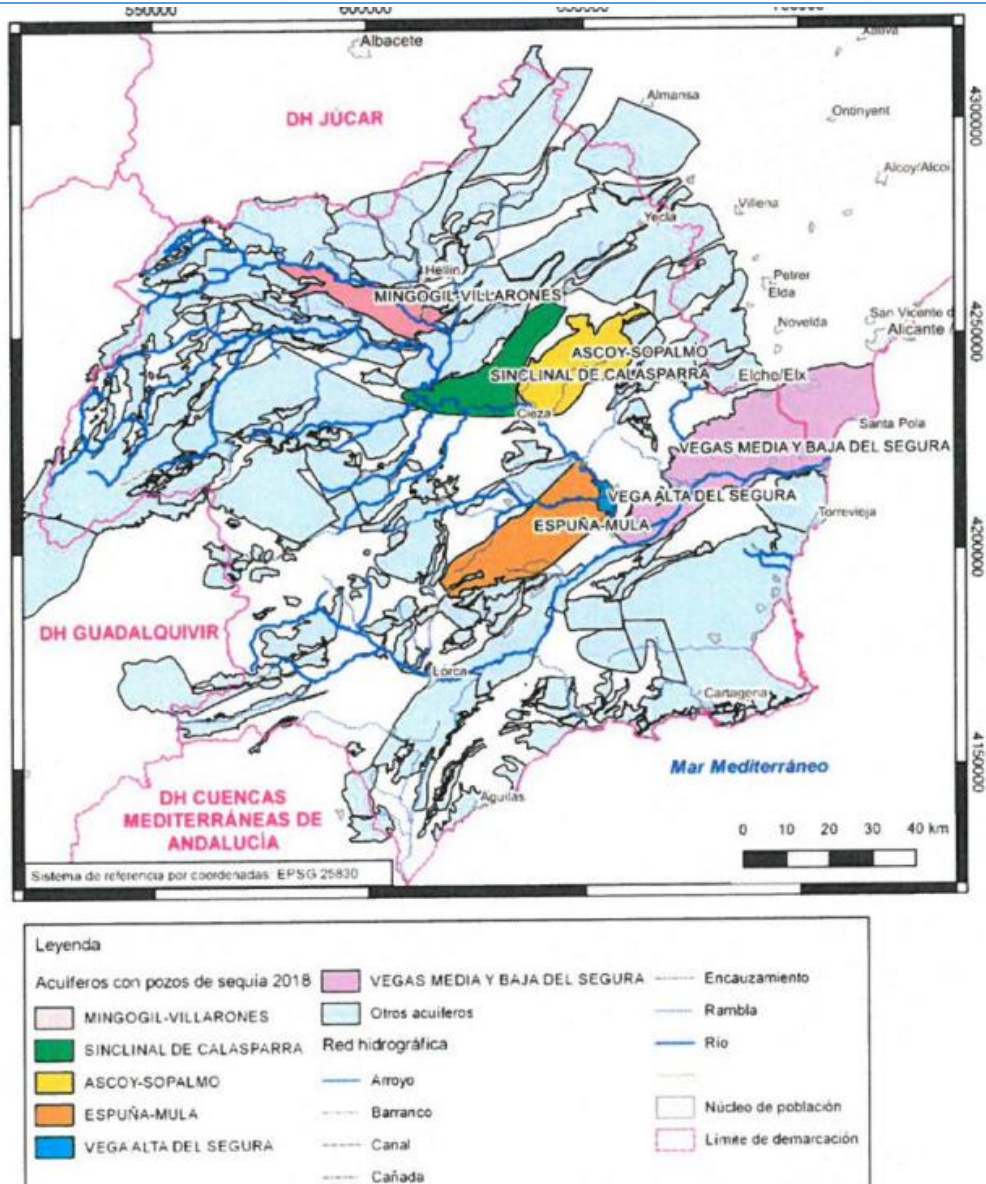 550000 600000
Albacete
Almansa
Ontinyent
DH JÚCAR
Alcoy/Alcoi
Villena
Yecla
Hellín
Petrer
Elda
MINGOGIL-VILLARONES
Novelda
San Vicente d
Alicante /
ASCOY-SOPALMO
SINCLINAL DE CALASPARRA
Elche/Elx
Cieza
Santa Pola
VEGAS MEDIA Y BAJA DEL SEGURA
VEGA ALTA DEL SEGURA
Torrevieja
ESPUÑA-MULA
DH GUADALQUIVIR
Lorca
Cartagena
Mar Mediterráneo
Aguilas
DH CUENCAS
MEDITERRÁNEAS DE
ANDALUCÍA
0 10 20 30 40 km
Sistema de referencia por coordenadas: EPSG 25830
4300000
4250000
4200000
4150000
Leyenda
Acuíferos con pozos de sequía 2018
MINGOGIL-VILLARONES
SINCLINAL DE CALASPARRA
ASCOY-SOPALMO
ESPUÑA-MULA
VEGA ALTA DEL SEGURA
VEGAS MEDIA Y BAJA DEL SEGURA
Otros acuíferos
Red hidrográfica
Arroyo
Barranco
Canal
Cañada
Encauzamiento
Rambla
Río
Núcleo de población
Límite de demarcación